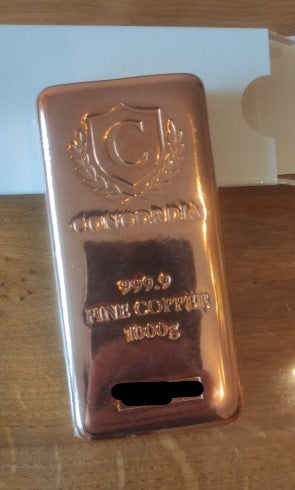 C
CONCORDIA
999.9
FINE COPPER
1000g